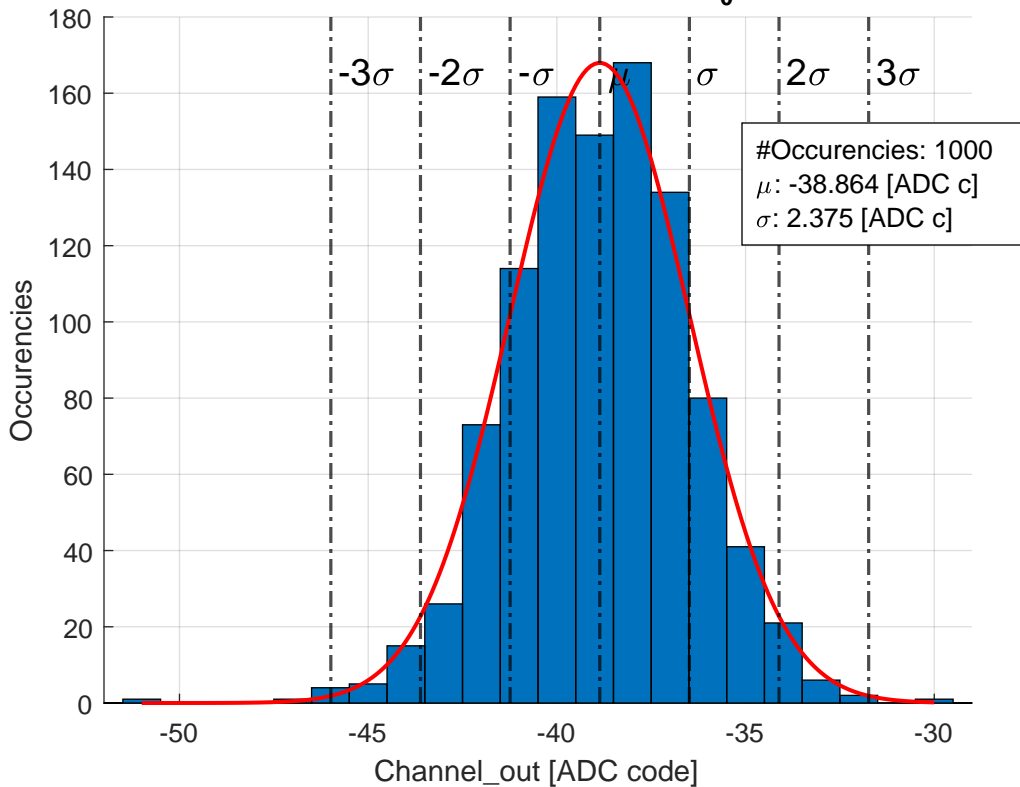 0
180
160
140
120
100
80
60
40
20
0
-3σ -2σ -σ μ σ 2σ 3σ
#Occurencies: 1000
μ: -38.864 [ADC c]
σ: 2.375 [ADC c]
Occurencies
-50 -45 -40 -35 -30
Channel_out [ADC code]